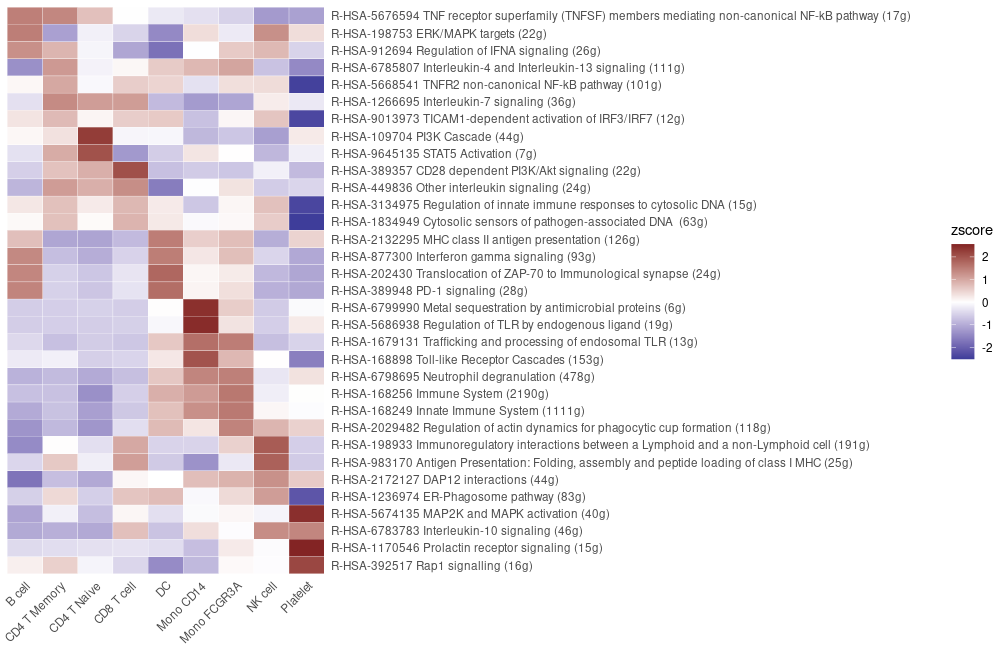 R-HSA-5676594 TNF receptor superfamily (TNFSF) members mediating non-canonical NF-kB pathway (17g)
R-HSA-198753 ERK/MAPK targets (22g)
R-HSA-912694 Regulation of IFNA signaling (26g)
R-HSA-6785807 Interleukin-4 and Interleukin-13 signaling (111g)
R-HSA-5668541 TNFR2 non-canonical NF-kB pathway (101g)
R-HSA-1266695 Interleukin-7 signaling (36g)
R-HSA-9013973 TICAM1-dependent activation of IRF3/IRF7 (12g)
R-HSA-109704 PI3K Cascade (44g)
R-HSA-9645135 STAT5 Activation (7g)
R-HSA-389357 CD28 dependent PI3K/Akt signaling (22g)
R-HSA-449836 Other interleukin signaling (24g)
R-HSA-3134975 Regulation of innate immune responses to cytosolic DNA (15g)
R-HSA-1834949 Cytosolic sensors of pathogen-associated DNA (63g)
R-HSA-2132295 MHC class II antigen presentation (126g)
R-HSA-877300 Interferon gamma signaling (93g)
R-HSA-202430 Translocation of ZAP-70 to Immunological synapse (24g)
R-HSA-389948 PD-1 signaling (28g)
R-HSA-6799990 Metal sequestration by antimicrobial proteins (6g)
R-HSA-5686938 Regulation of TLR by endogenous ligand (19g)
R-HSA-1679131 Trafficking and processing of endosomal TLR (13g)
R-HSA-168898 Toll-like Receptor Cascades (153g)
R-HSA-6798695 Neutrophil degranulation (478g)
R-HSA-168256 Immune System (2190g)
R-HSA-168249 Innate Immune System (1111g)
R-HSA-2029482 Regulation of actin dynamics for phagocytic cup formation (118g)
R-HSA-198933 Immunoregulatory interactions between a Lymphoid and a non-Lymphoid cell (191g)
R-HSA-983170 Antigen Presentation: Folding, assembly and peptide loading of class I MHC (25g)
R-HSA-2172127 DAP12 interactions (44g)
R-HSA-1236974 ER-Phagosome pathway (83g)
R-HSA-5674135 MAP2K and MAPK activation (40g)
R-HSA-6783783 Interleukin-10 signaling (46g)
R-HSA-1170546 Prolactin receptor signaling (15g)
R-HSA-392517 Rap1 signalling (16g)
B cell
CD4 T Memory
CD4 T Naive
CD8 T cell
DC
Mono CD14
Mono FCGR3A
NK cell
Platelet
zscore
2
1
0
-1
-2